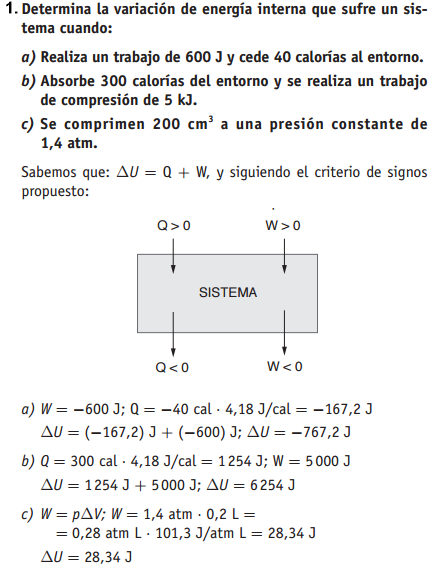 1. Determina la variación de energía interna que sufre un sis-
tema cuando:
a) Realiza un trabajo de 600 J y cede 40 calorías al entorno.
b) Absorbe 300 calorías del entorno y se realiza un trabajo
de compresión de 5 kJ.
c) Se comprimen 200 cm³ a una presión constante de
1,4 atm.
Sabemos que: ΔU = Q + W, y siguiendo el criterio de signos
propuesto:
Q > 0 W > 0
SISTEMA
Q < 0 W < 0
a) W = −600 J; Q = −40 cal · 4,18 J/cal = −167,2 J
ΔU = (−167,2) J + (−600) J; ΔU = −767,2 J
b) Q = 300 cal · 4,18 J/cal = 1 254 J; W = 5 000 J
ΔU = 1 254 J + 5 000 J; ΔU = 6 254 J
c) W = pΔV; W = 1,4 atm · 0,2 L =
= 0,28 atm L · 101,3 J/atm L = 28,34 J
ΔU = 28,34 J